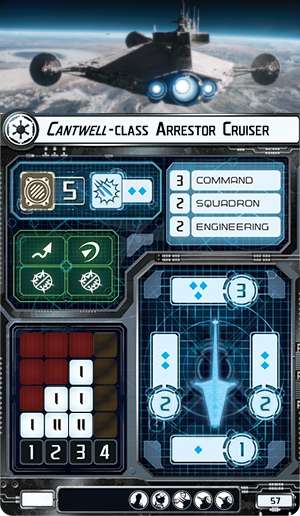 CANTWELL-CLASS ARRESTOR CRUISER
5
3 COMMAND
2 SQUADRON
2 ENGINEERING
3
2 2
1
I
I I
I I II
1 2 3 4
57